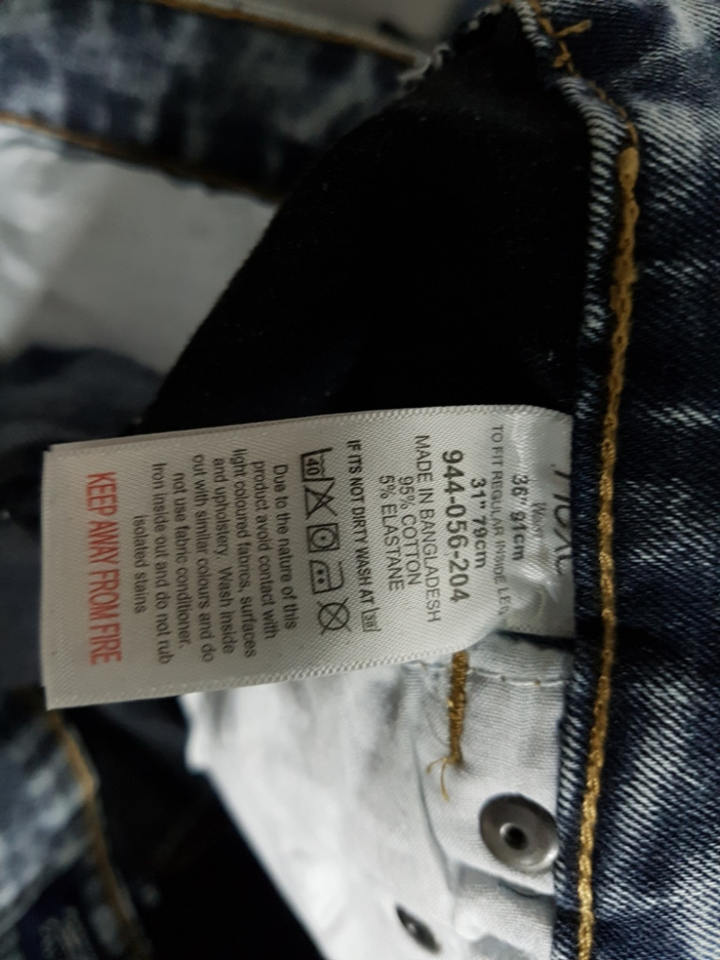 next
Waist
36" 91cm
TO FIT REGULAR INSIDE LEG
31" 79cm
944-056-204
MADE IN BANGLADESH
95% COTTON
5% ELASTANE
IF ITS NOT DIRTY WASH AT 30
40
Due to the nature of this
product avoid contact with
light coloured fabrics, surfaces
and upholstery. Wash inside
out with similar colours and do
not use fabric conditioner.
Iron inside out and do not rub
isolated stains
KEEP AWAY FROM FIRE